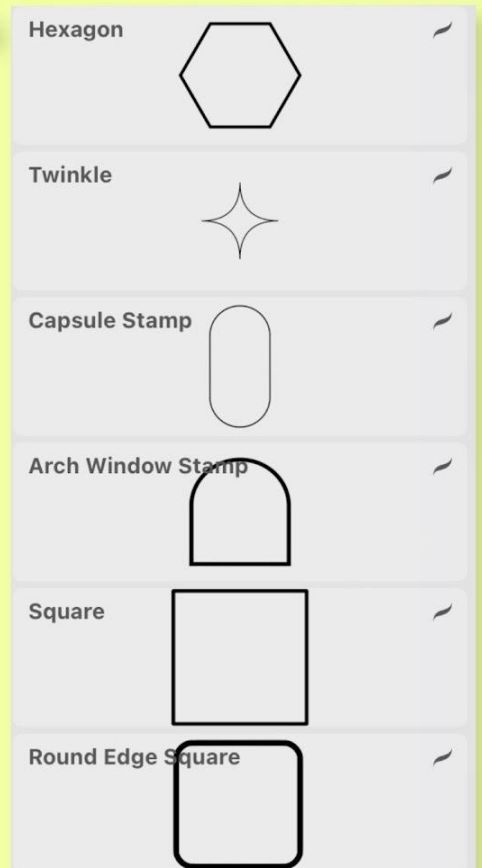 Hexagon
Twinkle
Capsule Stamp
Arch Window Stamp
Square
Round Edge Square